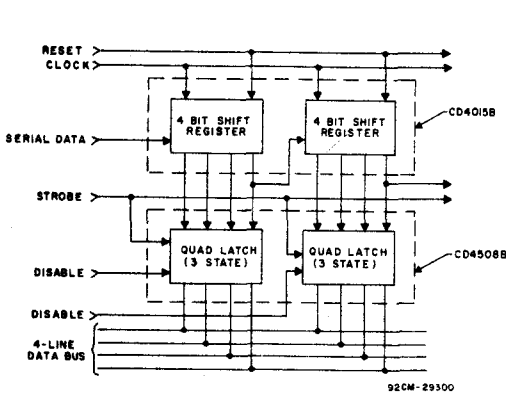 RESET
CLOCK
4 BIT SHIFT
REGISTER
4 BIT SHIFT
REGISTER
CD4015B
SERIAL DATA
STROBE
QUAD LATCH
(3 STATE)
QUAD LATCH
(3 STATE)
CD4508B
DISABLE
DISABLE
4-LINE
DATA BUS
92CM-29300